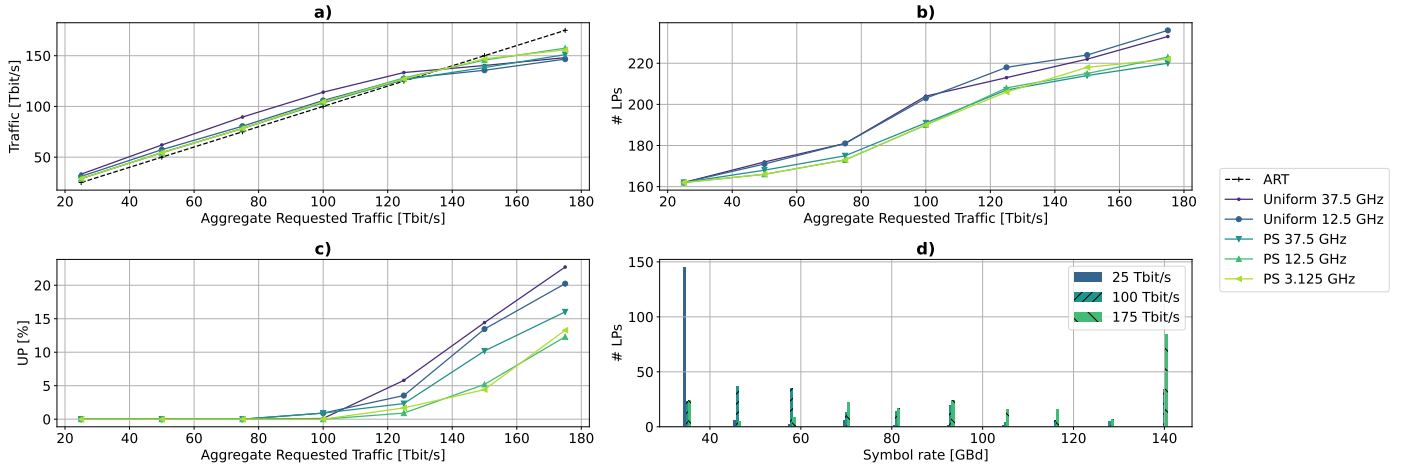 a)
Traffic [Tbit/s]
150
100
50
20 40 60 80 100 120 140 160 180
Aggregate Requested Traffic [Tbit/s]
b)
# LPs
220
200
180
160
20 40 60 80 100 120 140 160 180
Aggregate Requested Traffic [Tbit/s]
c)
UP [%]
20
15
10
5
0
20 40 60 80 100 120 140 160 180
Aggregate Requested Traffic [Tbit/s]
d)
# LPs
150
100
50
0
40 60 80 100 120 140
Symbol rate [GBd]
25 Tbit/s
100 Tbit/s
175 Tbit/s
ART
Uniform 37.5 GHz
Uniform 12.5 GHz
PS 37.5 GHz
PS 12.5 GHz
PS 3.125 GHz